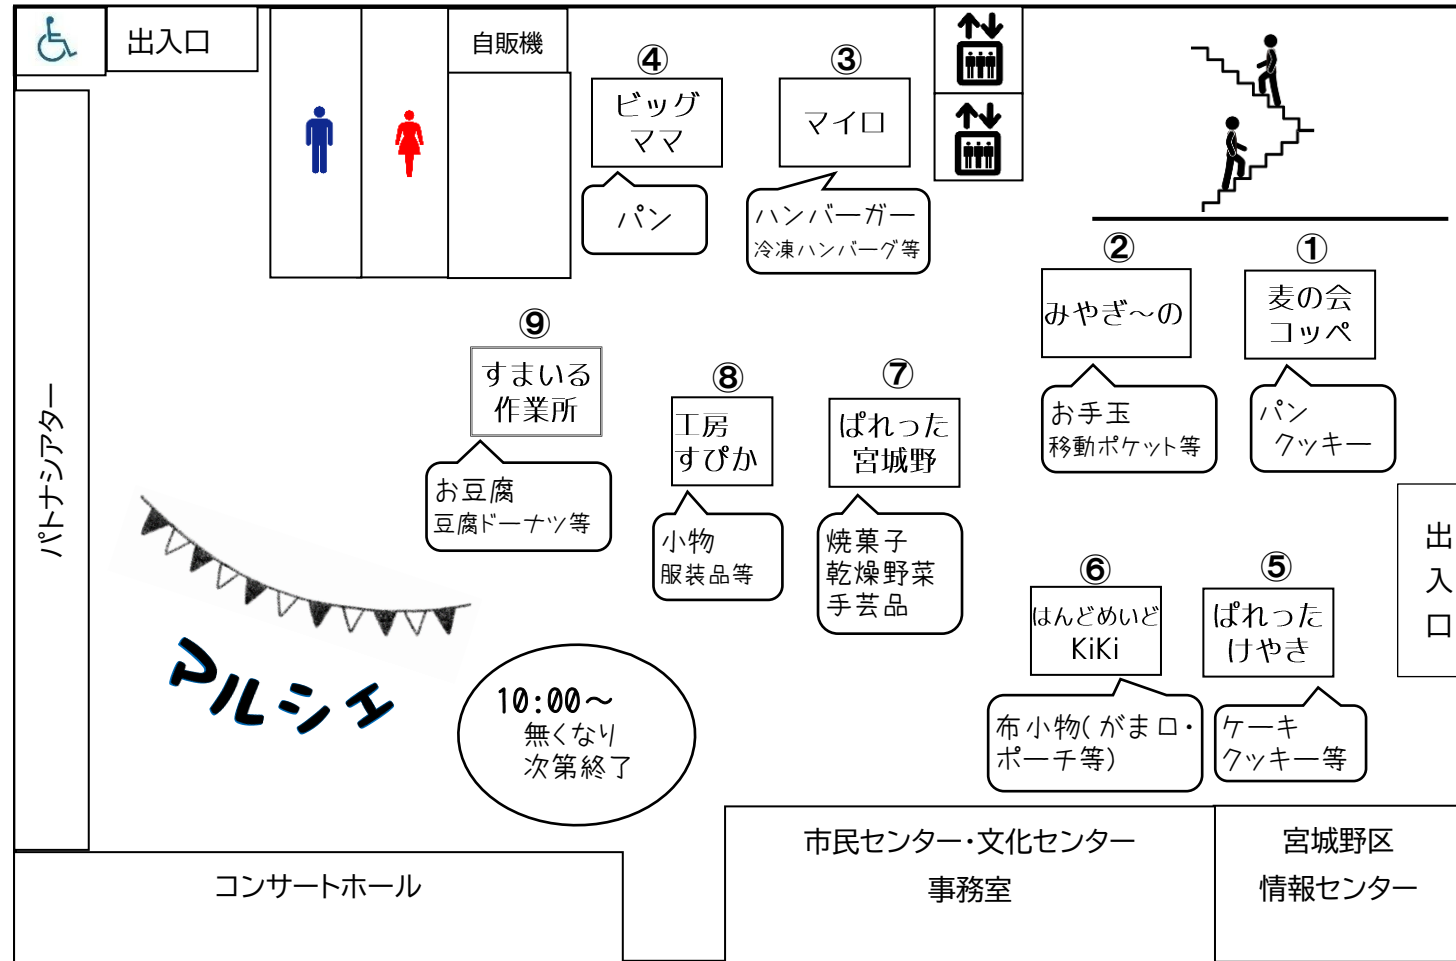 出入口
自販機
④
ビッグ
ママ
パン
③
マイロ
ハンバーガー
冷凍ハンバーグ等
②
みやぎ～の
お手玉
移動ポケット等
①
麦の会
コッペ
パン
クッキー
⑨
すまいる
作業所
お豆腐
豆腐ドーナツ等
⑧
工房
すぴか
小物
服装品等
⑦
ぱれった
宮城野
焼菓子
乾燥野菜
手芸品
⑥
はんどめいど
KiKi
布小物(がま口・
ポーチ等)
⑤
ぱれった
けやき
ケーキ
クッキー等
出入口
パトナシアター
マルシェ
10:00～
無くなり
次第終了
コンサートホール
市民センター・文化センター
事務室
宮城野区
情報センター